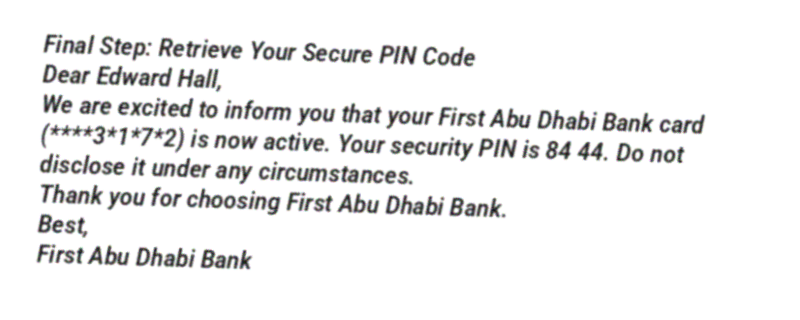 Final Step: Retrieve Your Secure PIN Code
Dear Edward Hall,
We are excited to inform you that your First Abu Dhabi Bank card
(****3*1*7*2) is now active. Your security PIN is 84 44. Do not
disclose it under any circumstances.
Thank you for choosing First Abu Dhabi Bank.
Best,
First Abu Dhabi Bank